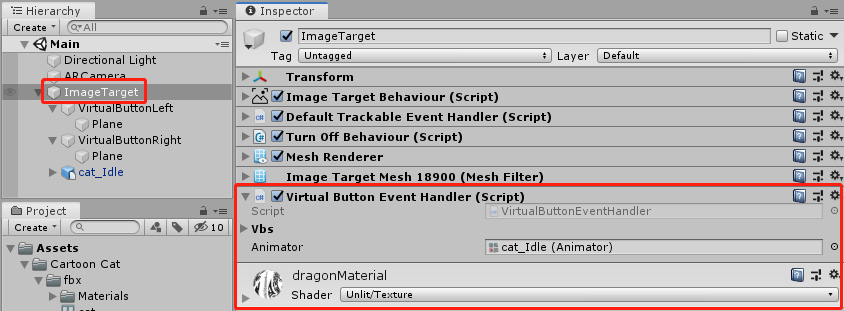 Hierarchy
Create
All
Main
Directional Light
ARCamera
ImageTarget
VirtualButtonLeft
Plane
VirtualButtonRight
Plane
cat_Idle
Project
Create
10
Assets
Cartoon Cat
fbx
Materials
Inspector
ImageTarget
Static
Tag
Untagged
Layer
Default
Transform
Image Target Behaviour (Script)
Default Trackable Event Handler (Script)
Turn Off Behaviour (Script)
Mesh Renderer
Image Target Mesh 18900 (Mesh Filter)
Virtual Button Event Handler (Script)
Script
VirtualButtonEventHandler
Vbs
Animator
cat_Idle (Animator)
dragonMaterial
Shader
Unlit/Texture